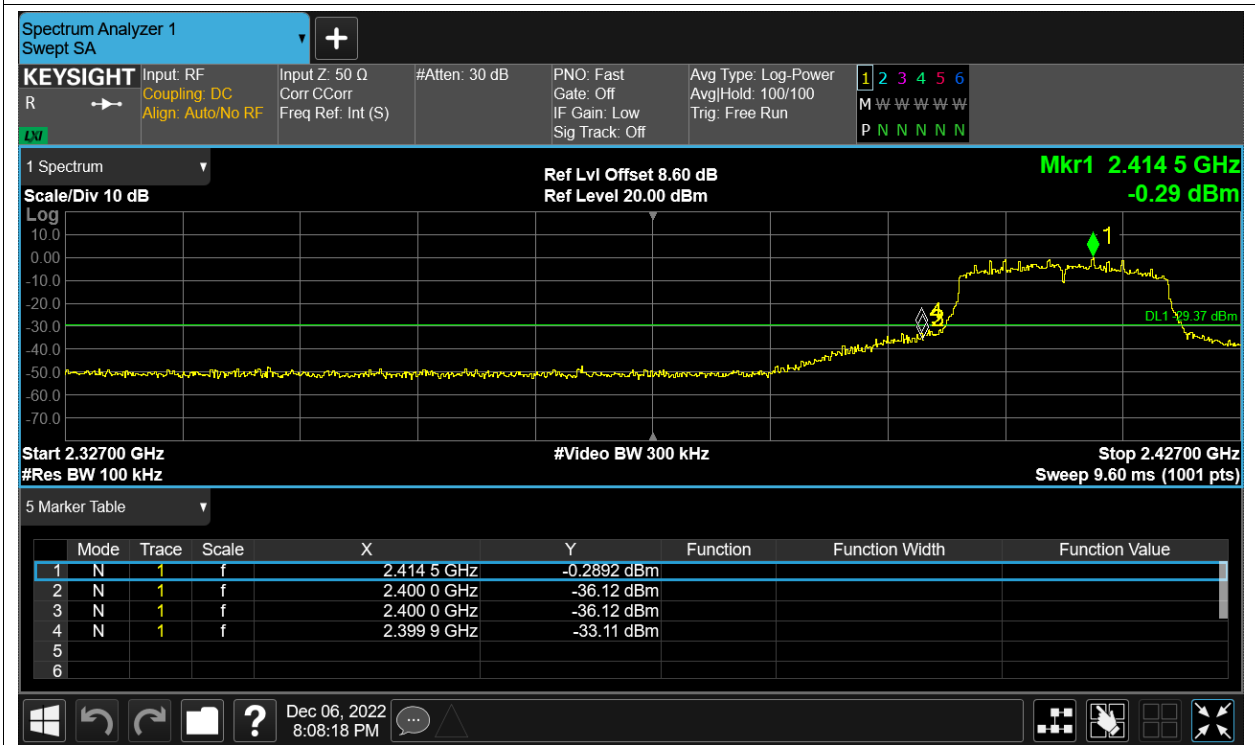 Spectrum Analyzer 1
Swept SA
+
KEYSIGHT Input: RF Input Z: 50 Ω #Atten: 30 dB PNO: Fast Avg Type: Log-Power 1 2 3 4 5 6
R Coupling: DC Corr CCorr Gate: Off Avg|Hold: 100/100 M W W W W W W
Align: Auto/No RF Freq Ref: Int (S) IF Gain: Low Trig: Free Run
LXI Sig Track: Off P N N N N N N
1 Spectrum
Ref Lvl Offset 8.60 dB Mkr1 2.414 5 GHz
Scale/Div 10 dB Ref Level 20.00 dBm -0.29 dBm
Log
10.0
0.00
-10.0
-20.0
-30.0
-40.0
-50.0
-60.0
-70.0
1
DL1 -29.37 dBm
Start 2.32700 GHz #Video BW 300 kHz Stop 2.42700 GHz
#Res BW 100 kHz Sweep 9.60 ms (1001 pts)
5 Marker Table
Mode Trace Scale X Y Function Function Width Function Value
1 N 1 f 2.414 5 GHz -0.2892 dBm
2 N 1 f 2.400 0 GHz -36.12 dBm
3 N 1 f 2.400 0 GHz -36.12 dBm
4 N 1 f 2.399 9 GHz -33.11 dBm
5
6
? Dec 06, 2022
8:08:18 PM